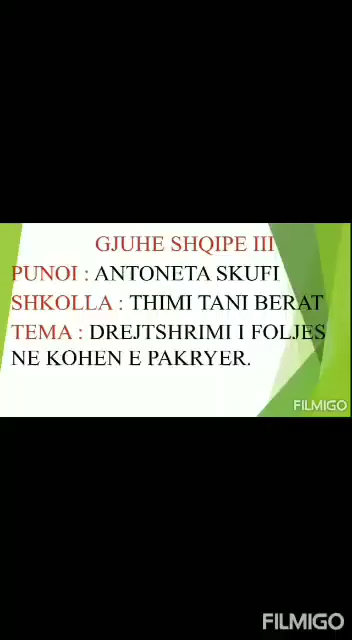 GJUHE SHQIPE III
PUNOI : ANTONETA SKUFI
SHKOLLA : THIMI TANI BERAT
TEMA : DREJTSHRIMI I FOLJES
NE KOHEN E PAKRYER.
FILMIGO
FILMIGO